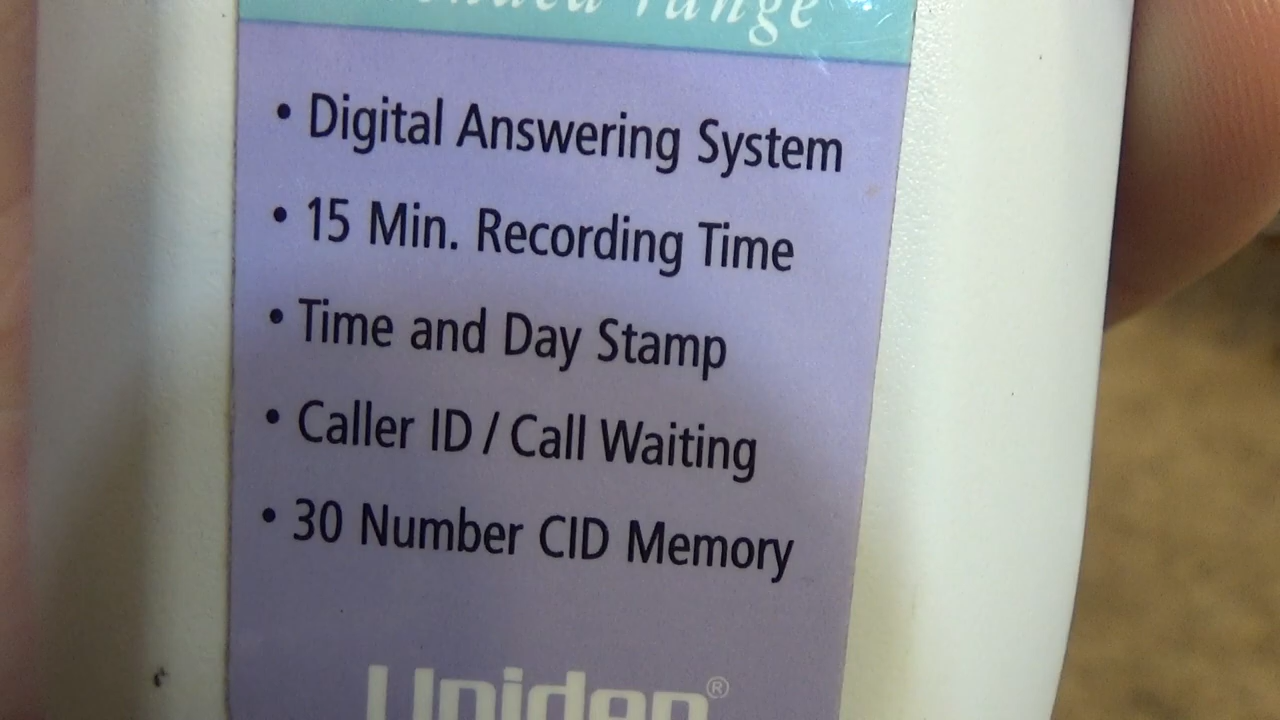 range
• Digital Answering System
• 15 Min. Recording Time
• Time and Day Stamp
• Caller ID / Call Waiting
• 30 Number CID Memory
Uniden®